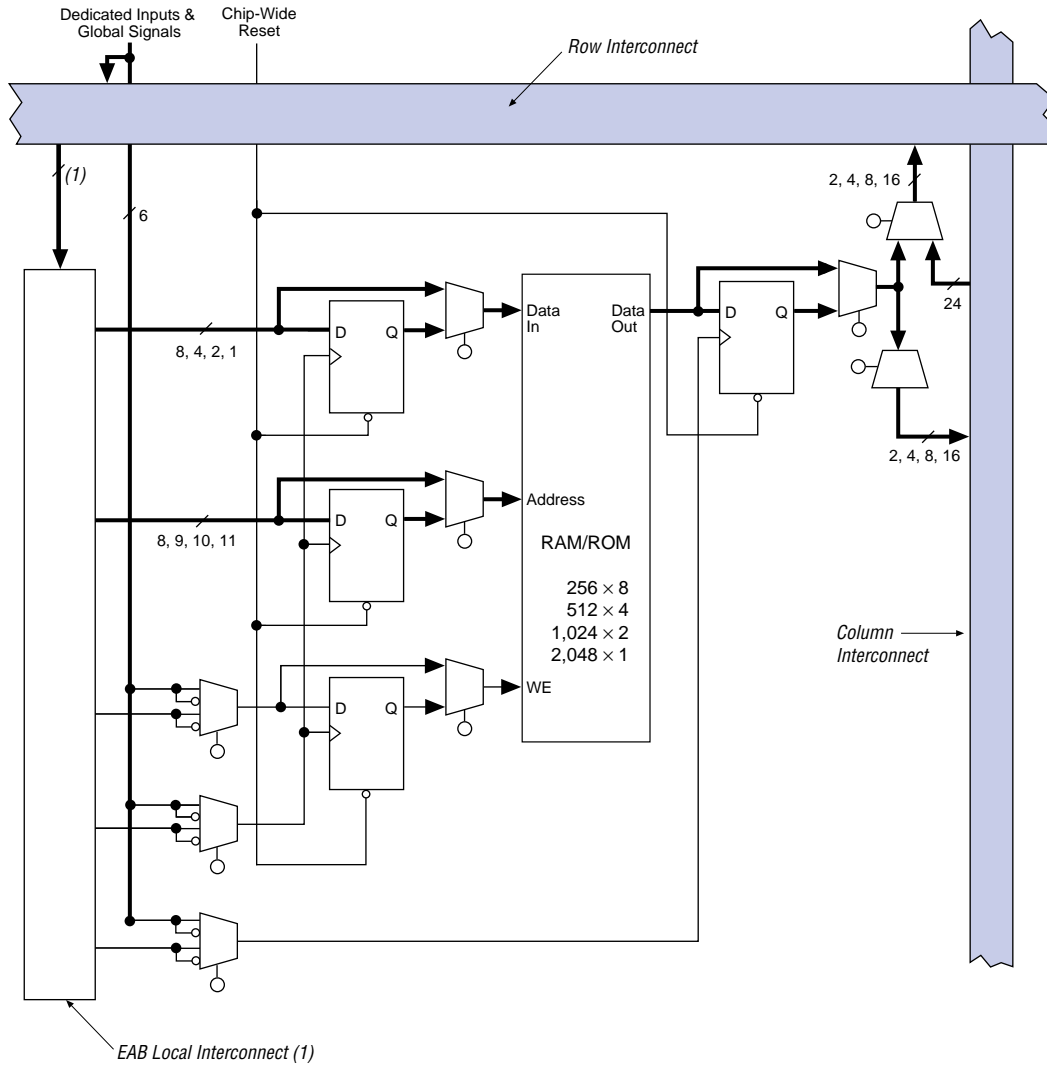 Dedicated Inputs &
Global Signals
Chip-Wide
Reset
Row Interconnect
(1)
6
2, 4, 8, 16
24
D
Q
8, 4, 2, 1
Data
In
Data
Out
D
Q
2, 4, 8, 16
D
Q
8, 9, 10, 11
Address
RAM/ROM
256 × 8
512 × 4
1,024 × 2
2,048 × 1
Column
Interconnect
D
Q
WE
EAB Local Interconnect (1)